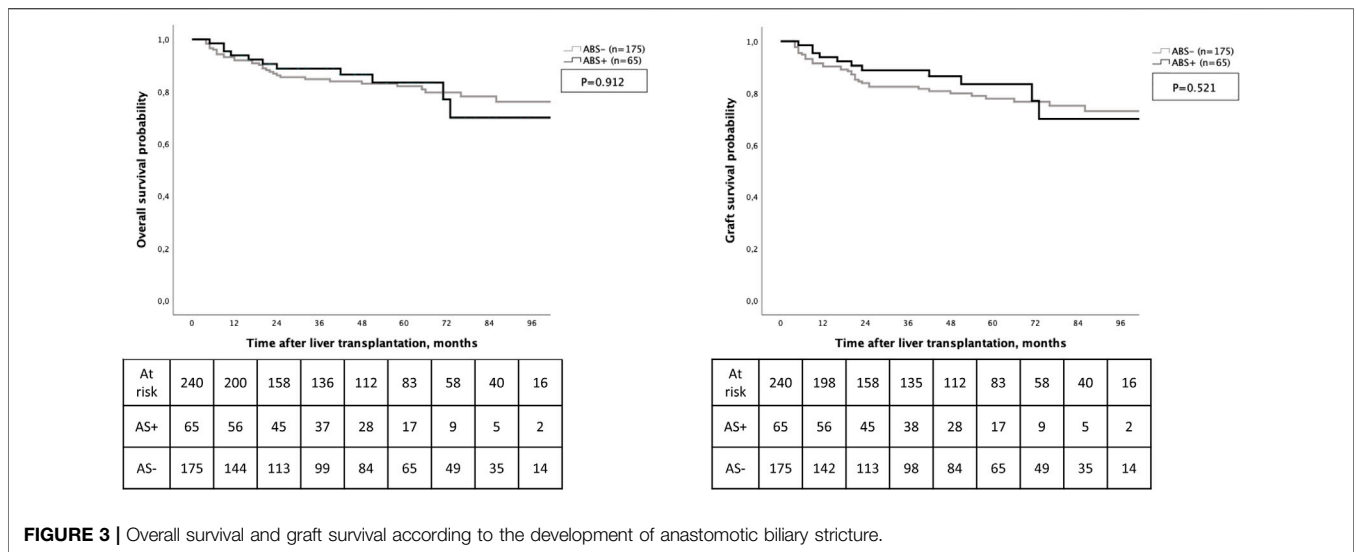 1,0
0,8
0,6
0,4
0,2
0,0
Overall survival probability
0 12 24 36 48 60 72 84 96
Time after liver transplantation, months
ABS- (n=175)
ABS+ (n=65)
P=0.912
At risk 240 200 158 136 112 83 58 40 16
AS+ 65 56 45 37 28 17 9 5 2
AS- 175 144 113 99 84 65 49 35 14
1,0
0,8
0,6
0,4
0,2
0,0
Graft survival probability
0 12 24 36 48 60 72 84 96
Time after liver transplantation, months
ABS- (n=175)
ABS+ (n=65)
P=0.521
At risk 240 198 158 135 112 83 58 40 16
AS+ 65 56 45 38 28 17 9 5 2
AS- 175 142 113 98 84 65 49 35 14
FIGURE 3 | Overall survival and graft survival according to the development of anastomotic biliary stricture.